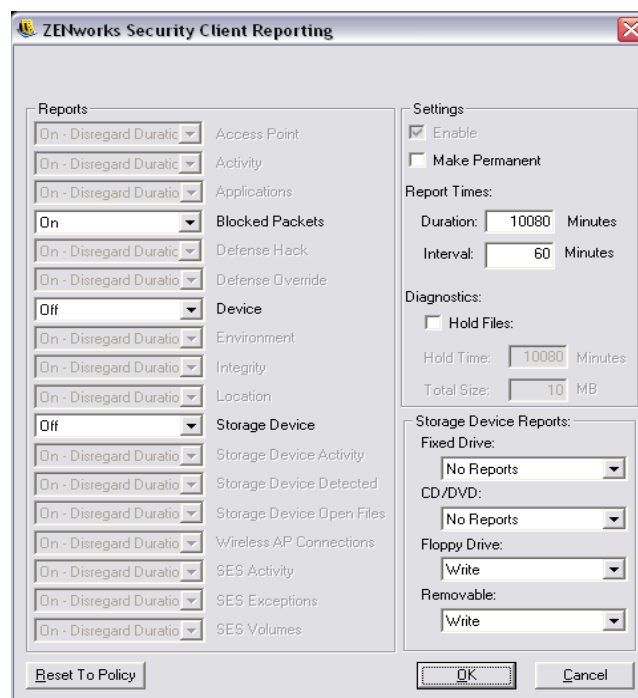 ZENworks Security Client Reporting
Reports
On - Disregard Duratic Access Point
On - Disregard Duratic Activity
On - Disregard Duratio Applications
On Blocked Packets
On - Disregard Duratic Defense Hack
On - Disregard Duratio Defense Override
Off Device
On - Disregard Duratio Environment
On - Disregard Duratio Integrity
On - Disregard Duratio Location
Off Storage Device
On - Disregard Duratio Storage Device Activity
On - Disregard Duratio Storage Device Detected
On - Disregard Duratio Storage Device Open Files
On - Disregard Duratio Wireless AP Connections
On - Disregard Duratio SES Activity
On - Disregard Duratio SES Exceptions
On - Disregard Duratio SES Volumes
Settings
Enable
Make Permanent
Report Times:
Duration: 10080 Minutes
Interval: 60 Minutes
Diagnostics:
Hold Files:
Hold Time: 10080 Minutes
Total Size: 10 MB
Storage Device Reports:
Fixed Drive:
No Reports
CD/DVD:
No Reports
Floppy Drive:
Write
Removable:
Write
Reset To Policy
OK
Cancel